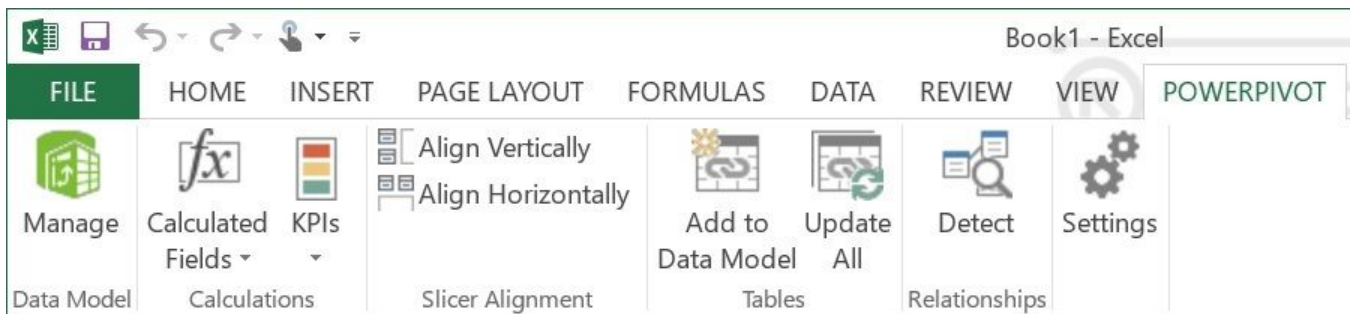 Book1 - Excel
FILE HOME INSERT PAGE LAYOUT FORMULAS DATA REVIEW VIEW POWERPIVOT
Manage
Data Model
Calculated
Fields
KPIs
Calculations
Align Vertically
Align Horizontally
Slicer Alignment
Add to
Data Model
Update
All
Tables
Detect
Relationships
Settings